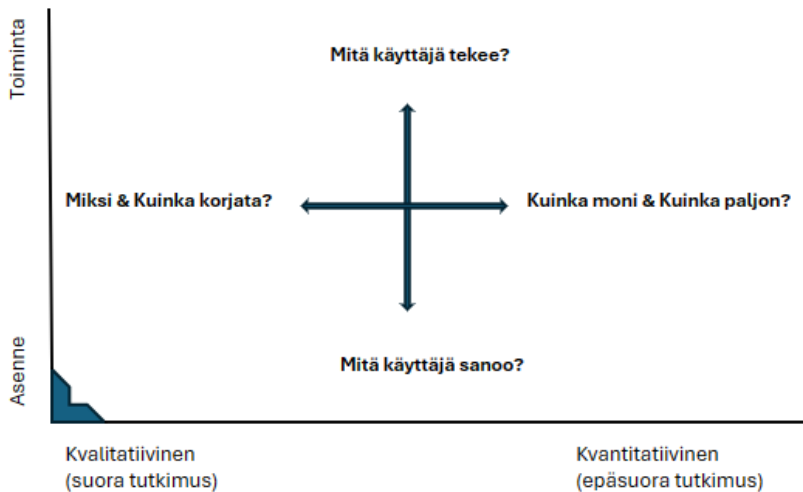 Toiminta
Mitä käyttäjä tekee?
Miksi & Kuinka korjata?
Kuinka moni & Kuinka paljon?
Mitä käyttäjä sanoo?
Asenne
Kvalitatiivinen
(suora tutkimus)
Kvantitatiivinen
(epäsuora tutkimus)